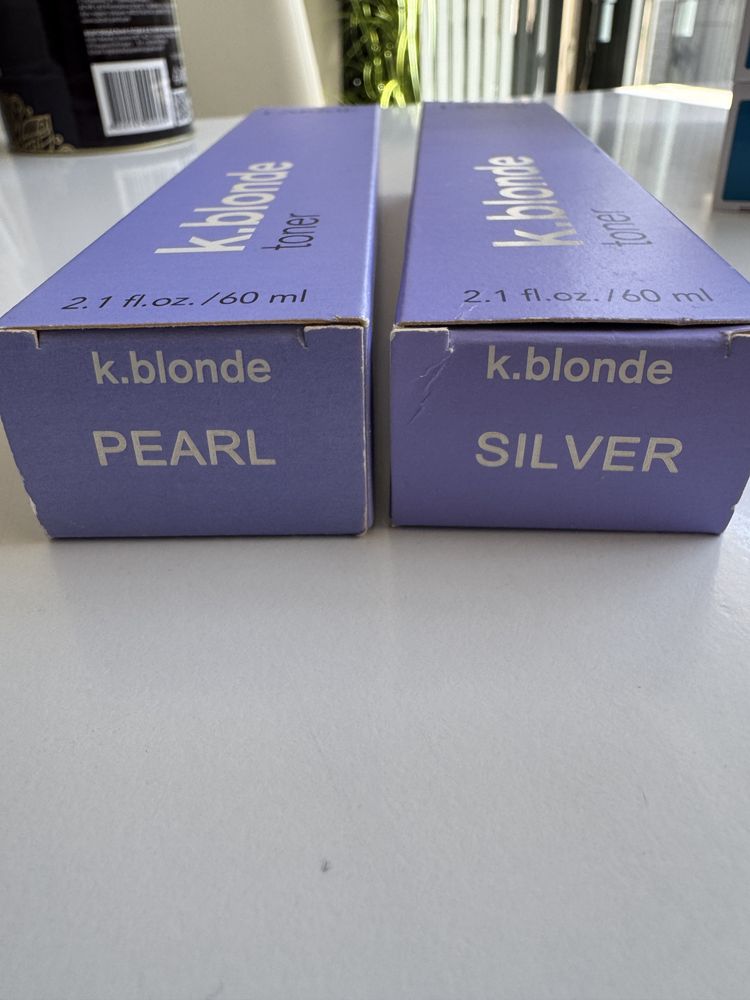 k.blonde
toner
2.1 fl.oz./60 ml
k.blonde
PEARL
k.blonde
toner
2.1 fl.oz./60 ml
k.blonde
SILVER